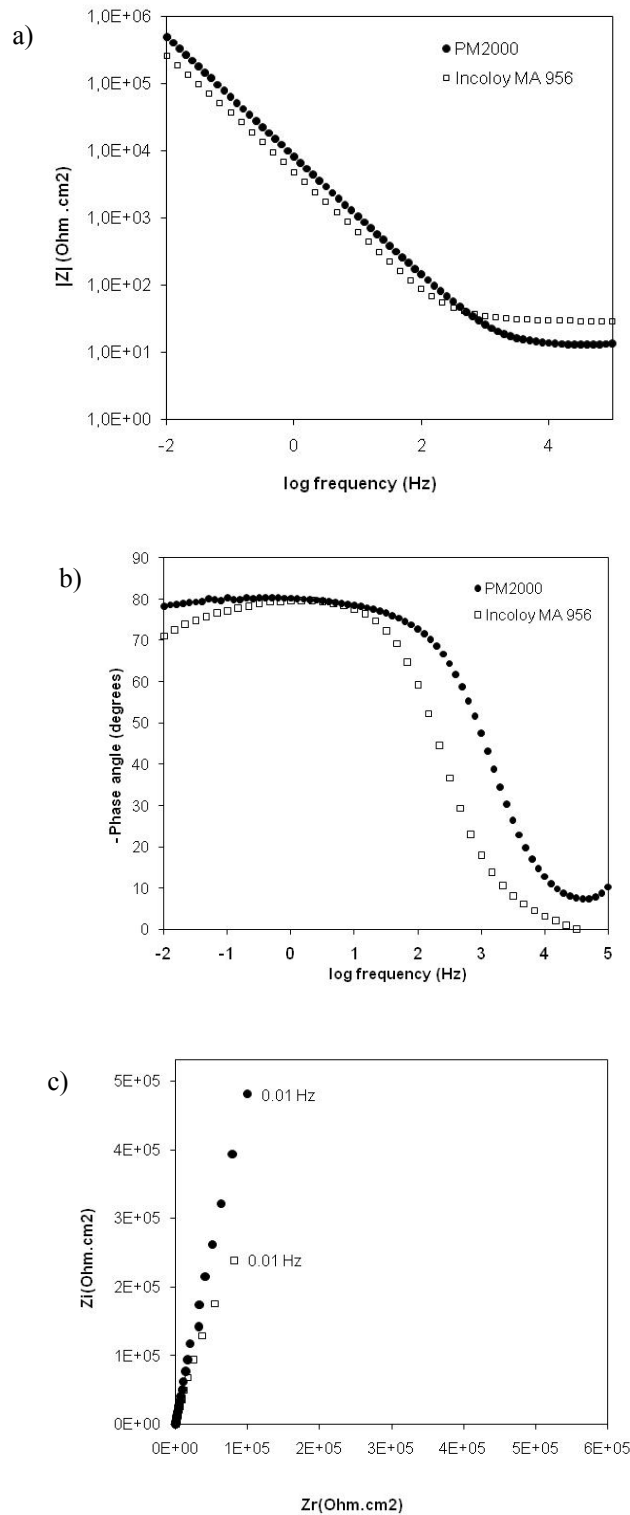 a)
1,0E+06
1,0E+05
1,0E+04
1,0E+03
1,0E+02
1,0E+01
1,0E+00
|Z| (Ohm .cm2)
PM2000
Incoloy MA 956
-2 0 2 4
log frequency (Hz)
b)
90
80
70
60
50
40
30
20
10
0
- Phase angle (degrees)
PM2000
Incoloy MA 956
-2 -1 0 1 2 3 4 5
log frequency (Hz)
c)
5E+05
4E+05
3E+05
2E+05
1E+05
0E+00
Zi(Ohm.cm2)
0.01 Hz
0.01 Hz
0E+00 1E+05 2E+05 3E+05 4E+05 5E+05 6E+05
Zr(Ohm.cm2)